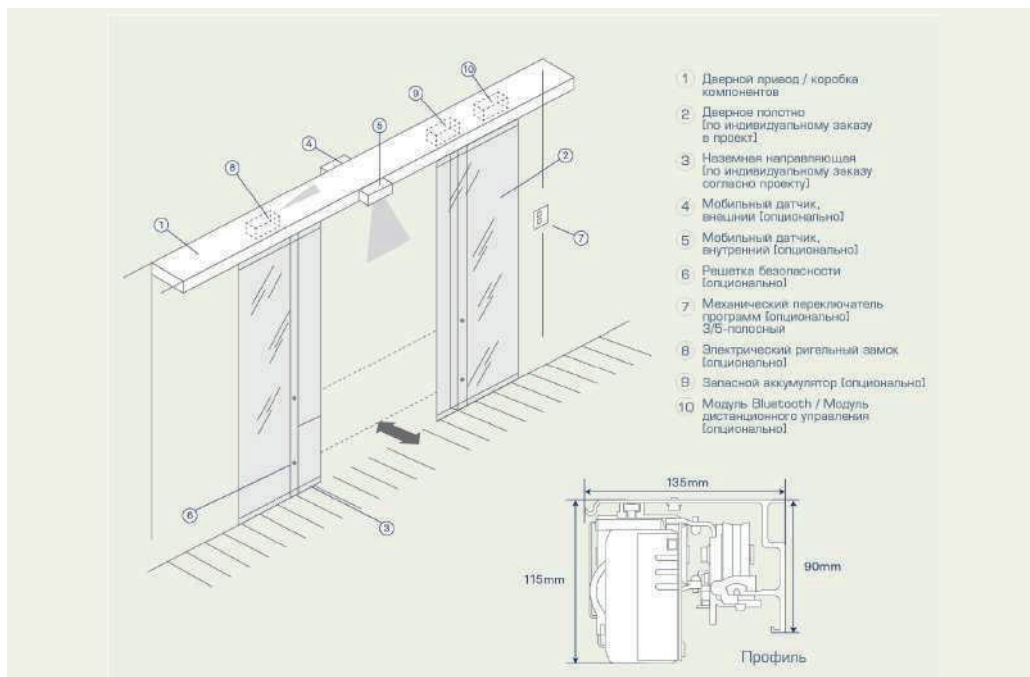 1 Дверной привод / коробка
компонентов
2 Дверное полотно
[по индивидуальному заказу
в проект]
3 Наземная направляющая
[по индивидуальному заказу
согласно проекту]
4 Мобильный датчик,
внешний [опционально]
5 Мобильный датчик,
внутренний [опционально]
6 Решетка безопасности
[опционально]
7 Механический переключатель
программ [опционально]
3/5-полосный
8 Электрический ригельный замок
[опционально]
9 Запасной аккумулятор [опционально]
10 Модуль Bluetooth / Модуль
дистанционного управления
[опционально]
10
9
5
4
2
8
7
1
6
3
135mm
115mm
90mm
Профиль